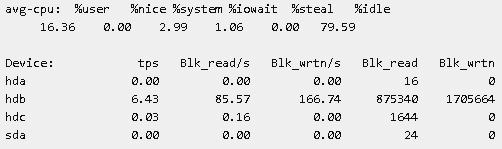 avg-cpu: %user %nice %system %iowait %steal %idle
16.36 0.00 2.99 1.06 0.00 79.59
Device: tps Blk_read/s Blk_wrtn/s Blk_read Blk_wrtn
hda 0.00 0.00 0.00 16 0
hdb 6.43 85.57 166.74 875340 1705664
hdc 0.03 0.16 0.00 1644 0
sda 0.00 0.00 0.00 24 0